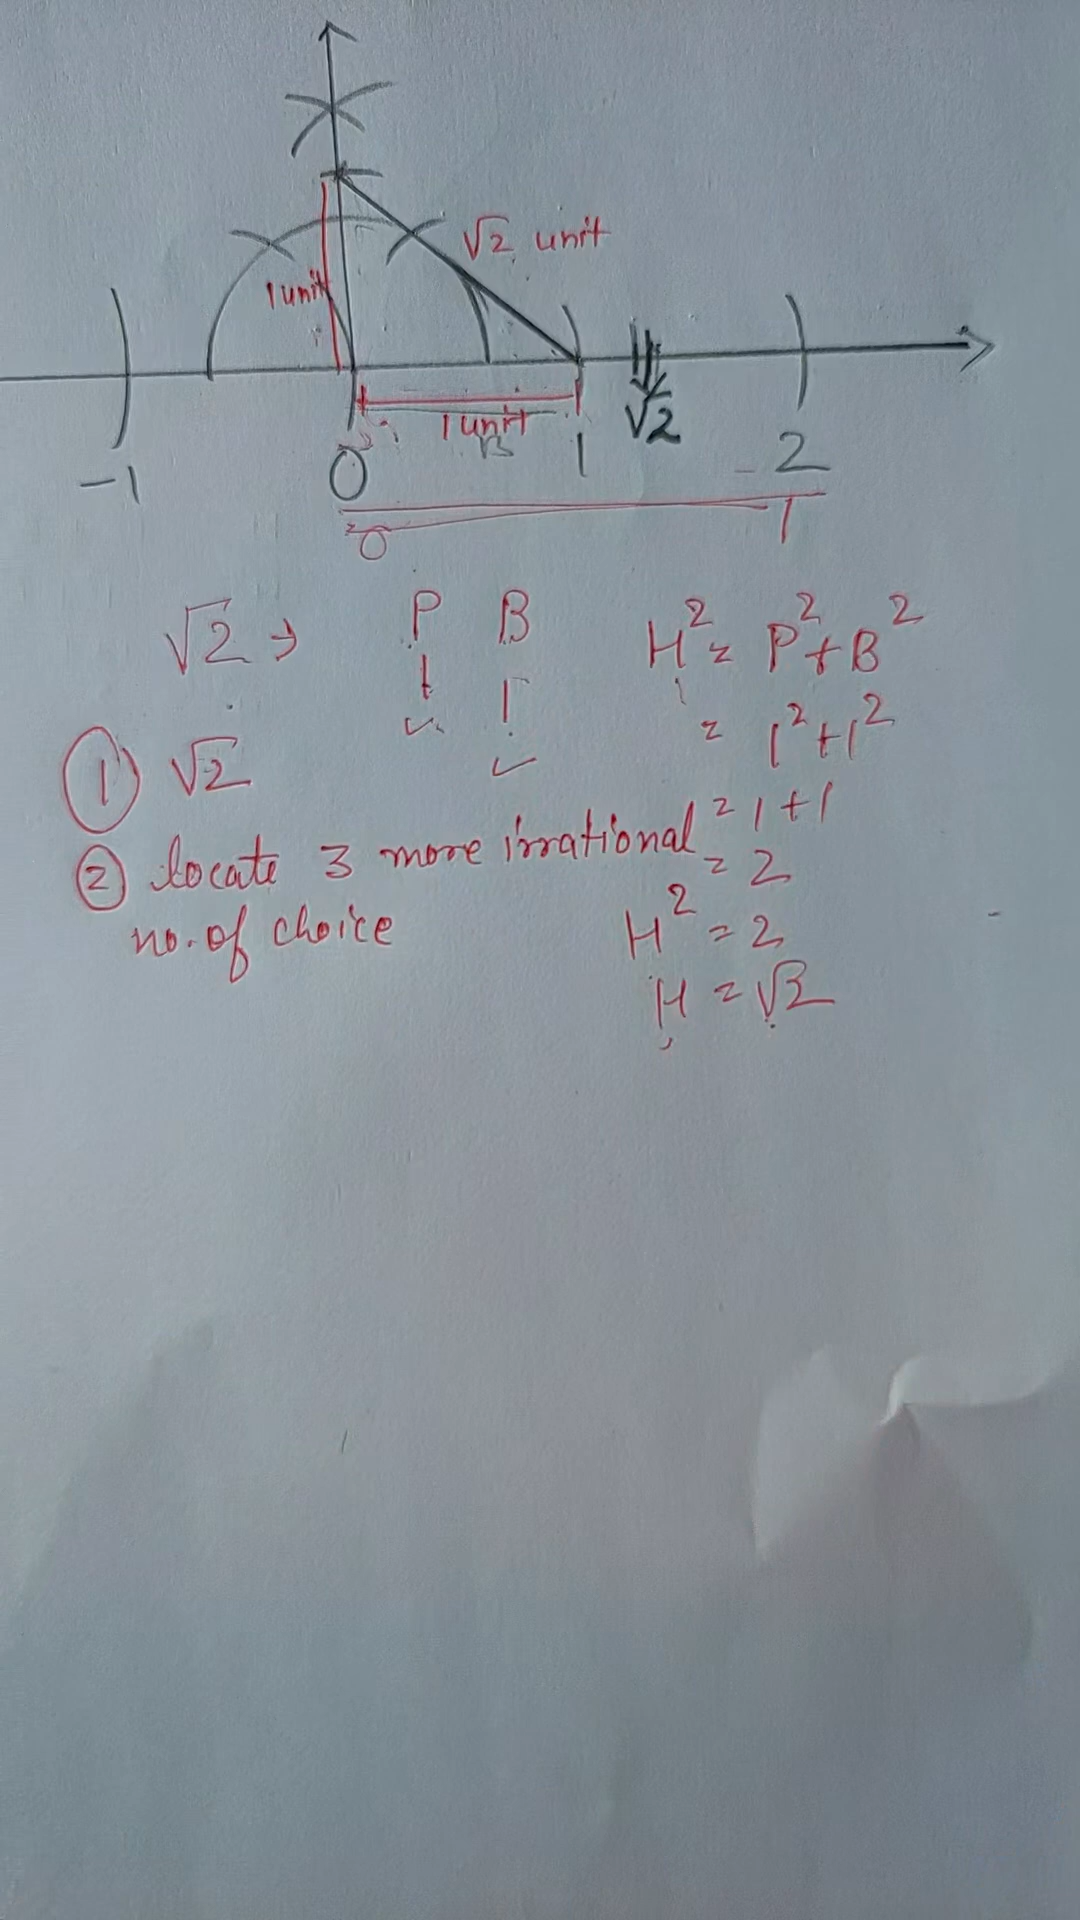 √2 unit
1 unit
1 unit
√2
-1 0 1 2
0 1
√2 → P B H² = P² + B²
1 1 = 1² + 1²
① √2
= 1 + 1
② locate 3 more irrational = 2
no. of choice H² = 2
H = √2